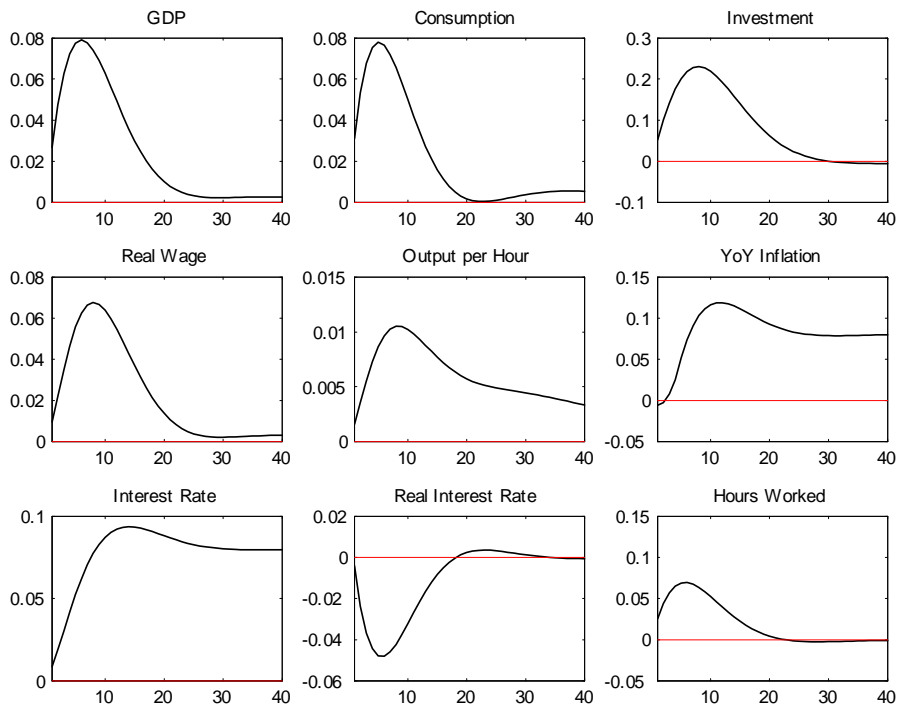 GDP
0.08
0.06
0.04
0.02
0
10 20 30 40
Consumption
0.08
0.06
0.04
0.02
0
10 20 30 40
Investment
0.3
0.2
0.1
0
-0.1
10 20 30 40
Real Wage
0.08
0.06
0.04
0.02
0
10 20 30 40
Output per Hour
0.015
0.01
0.005
0
10 20 30 40
YoY Inflation
0.15
0.10
0.05
0
-0.05
10 20 30 40
Interest Rate
0.1
0.05
0
10 20 30 40
Real Interest Rate
0.02
0
-0.02
-0.04
-0.06
10 20 30 40
Hours Worked
0.15
0.10
0.05
0
-0.05
10 20 30 40